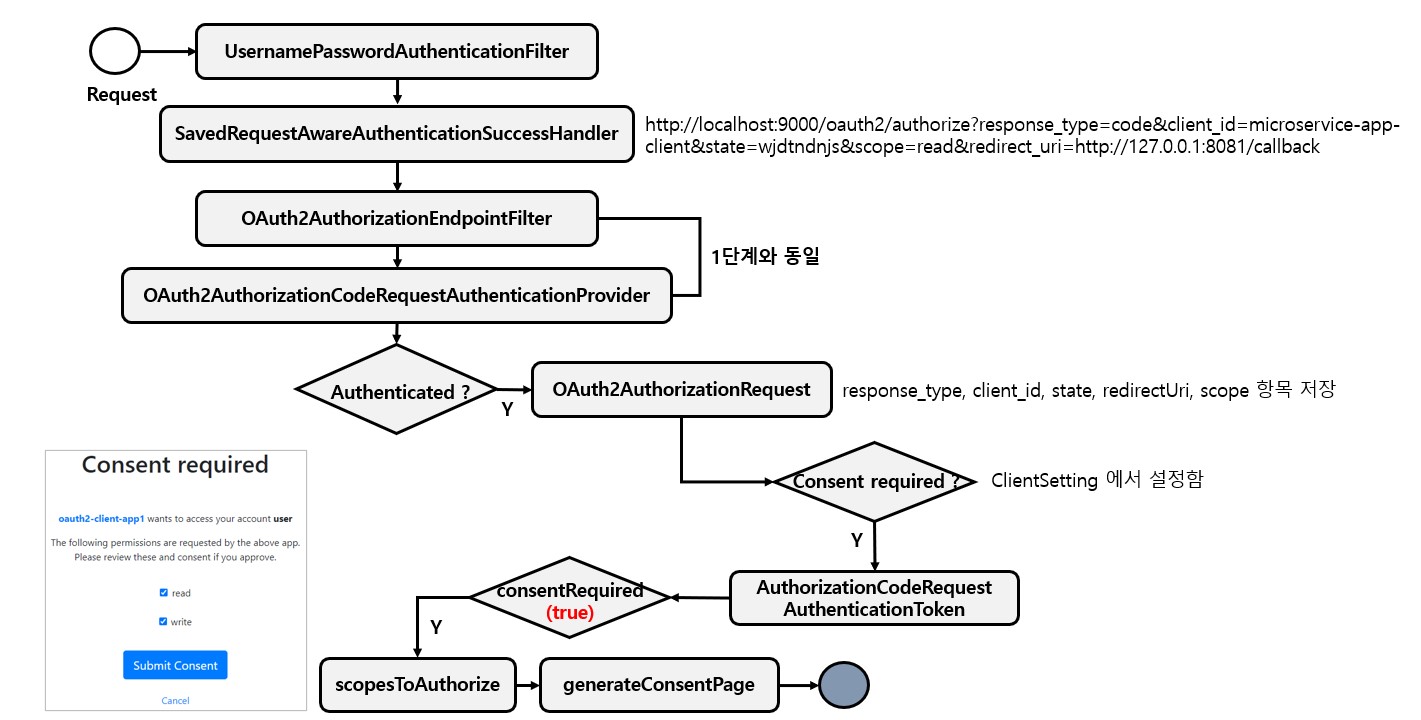 UsernamePasswordAuthenticationFilter
Request
SavedRequestAwareAuthenticationSuccessHandler
http://localhost:9000/oauth2/authorize?response_type=code&client_id=microservice-app-
client&state=wjdtndnjs&scope=read&redirect_uri=http://127.0.0.1:8081/callback
OAuth2AuthorizationEndpointFilter
1단계와 동일
OAuth2AuthorizationCodeRequestAuthenticationProvider
Authenticated ?
Y
OAuth2AuthorizationRequest
response_type, client_id, state, redirectUri, scope 항목 저장
Consent required ?
ClientSetting 에서 설정함
Y
AuthorizationCodeRequest
AuthenticationToken
consentRequired
(true)
Y
scopesToAuthorize
generateConsentPage
Consent required
oauth2-client-app1 wants to access your account user
The following permissions are requested by the above app.
Please review these and consent if you approve.
read
write
Submit Consent
Cancel